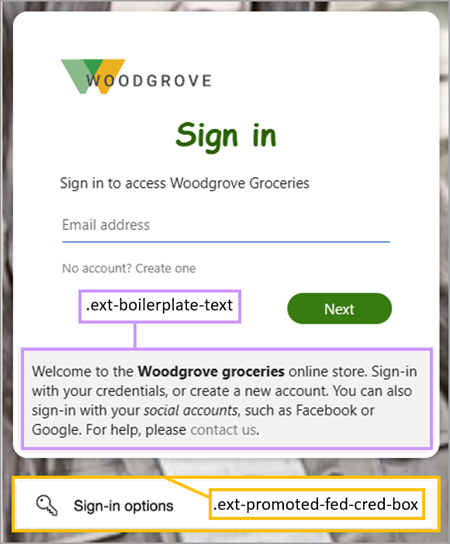 WOODGROVE
Sign in
Sign in to access Woodgrove Groceries
Email address
No account? Create one
.ext-boilerplate-text
Next
Welcome to the Woodgrove groceries online store. Sign-in
with your credentials, or create a new account. You can also
sign-in with your social accounts, such as Facebook or
Google. For help, please contact us.
Sign-in options
.ext-promoted-fed-cred-box